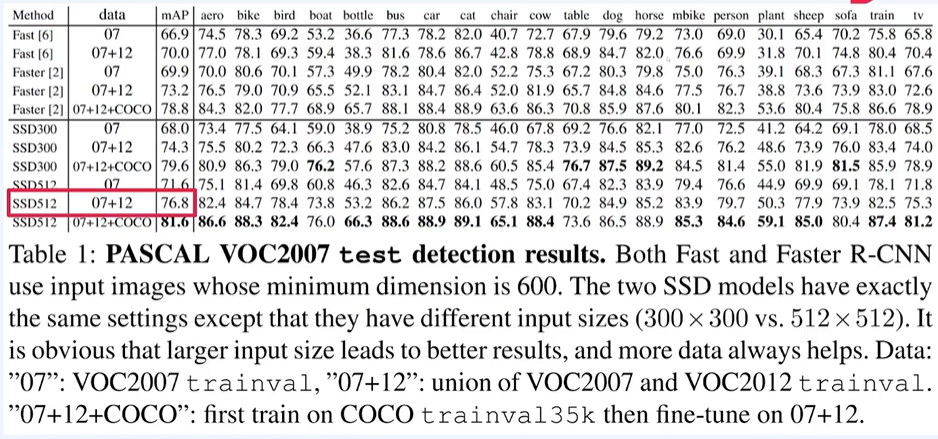 Method data mAP aero bike bird boat bottle bus car cat chair cow table dog horse mbike person plant sheep sofa train tv
Fast [6] 07 66.9 74.5 78.3 69.2 53.2 36.6 77.3 78.2 82.0 40.7 72.7 67.9 79.6 79.2 73.0 69.0 30.1 65.4 70.2 75.8 65.8
Fast [6] 07+12 70.0 77.0 78.1 69.3 59.4 38.3 81.6 78.6 86.7 42.8 78.8 68.9 84.7 82.0 76.6 69.9 31.8 70.1 74.8 80.4 70.4
Faster [2] 07 69.9 70.0 80.6 70.1 57.3 49.9 78.2 80.4 82.0 52.2 75.3 67.2 80.3 79.8 75.0 76.3 39.1 68.3 67.3 81.1 67.6
Faster [2] 07+12 73.2 76.5 79.0 70.9 65.5 52.1 83.1 84.7 86.4 52.0 81.9 65.7 84.8 84.6 77.5 76.7 38.8 73.6 73.9 83.0 72.6
Faster [2] 07+12+COCO 78.8 84.3 82.0 77.7 68.9 65.7 88.1 88.4 88.9 63.6 86.3 70.8 85.9 87.6 80.1 82.3 53.6 80.4 75.8 86.6 78.9
SSD300 07 68.0 73.4 77.5 64.1 59.0 38.9 75.2 80.8 78.5 46.0 67.8 69.2 76.6 82.1 77.0 72.5 41.2 64.2 69.1 78.0 68.5
SSD300 07+12 74.3 75.5 80.2 72.3 66.3 47.6 83.0 84.2 86.1 54.7 78.3 73.9 84.5 85.3 82.6 76.2 48.6 73.9 76.0 83.4 74.0
SSD300 07+12+COCO 79.6 80.9 86.3 79.0 76.2 57.6 87.3 88.2 88.6 60.5 85.4 76.7 87.5 89.2 84.5 81.4 55.0 81.9 81.5 85.9 78.9
SSD512 07 71.6 75.1 81.4 69.8 60.8 46.3 82.6 84.7 84.1 48.5 75.0 67.4 82.3 83.9 79.4 76.6 44.9 69.9 69.1 78.1 71.8
SSD512 07+12 76.8 82.4 84.7 78.4 73.8 53.2 86.2 87.5 86.0 57.8 83.1 70.2 84.9 85.2 83.9 79.7 50.3 77.9 73.9 82.5 75.3
SSD512 07+12+COCO 81.6 86.6 88.3 82.4 76.0 66.3 88.6 88.9 89.1 65.1 88.4 73.6 86.5 88.9 85.3 84.6 59.1 85.0 80.4 87.4 81.2
Table 1: PASCAL VOC2007 test detection results. Both Fast and Faster R-CNN
use input images whose minimum dimension is 600. The two SSD models have exactly
the same settings except that they have different input sizes (300×300 vs. 512×512). It
is obvious that larger input size leads to better results, and more data always helps. Data:
”07”: VOC2007 trainval, ”07+12”: union of VOC2007 and VOC2012 trainval.
”07+12+COCO”: first train on COCO trainval35k then fine-tune on 07+12.